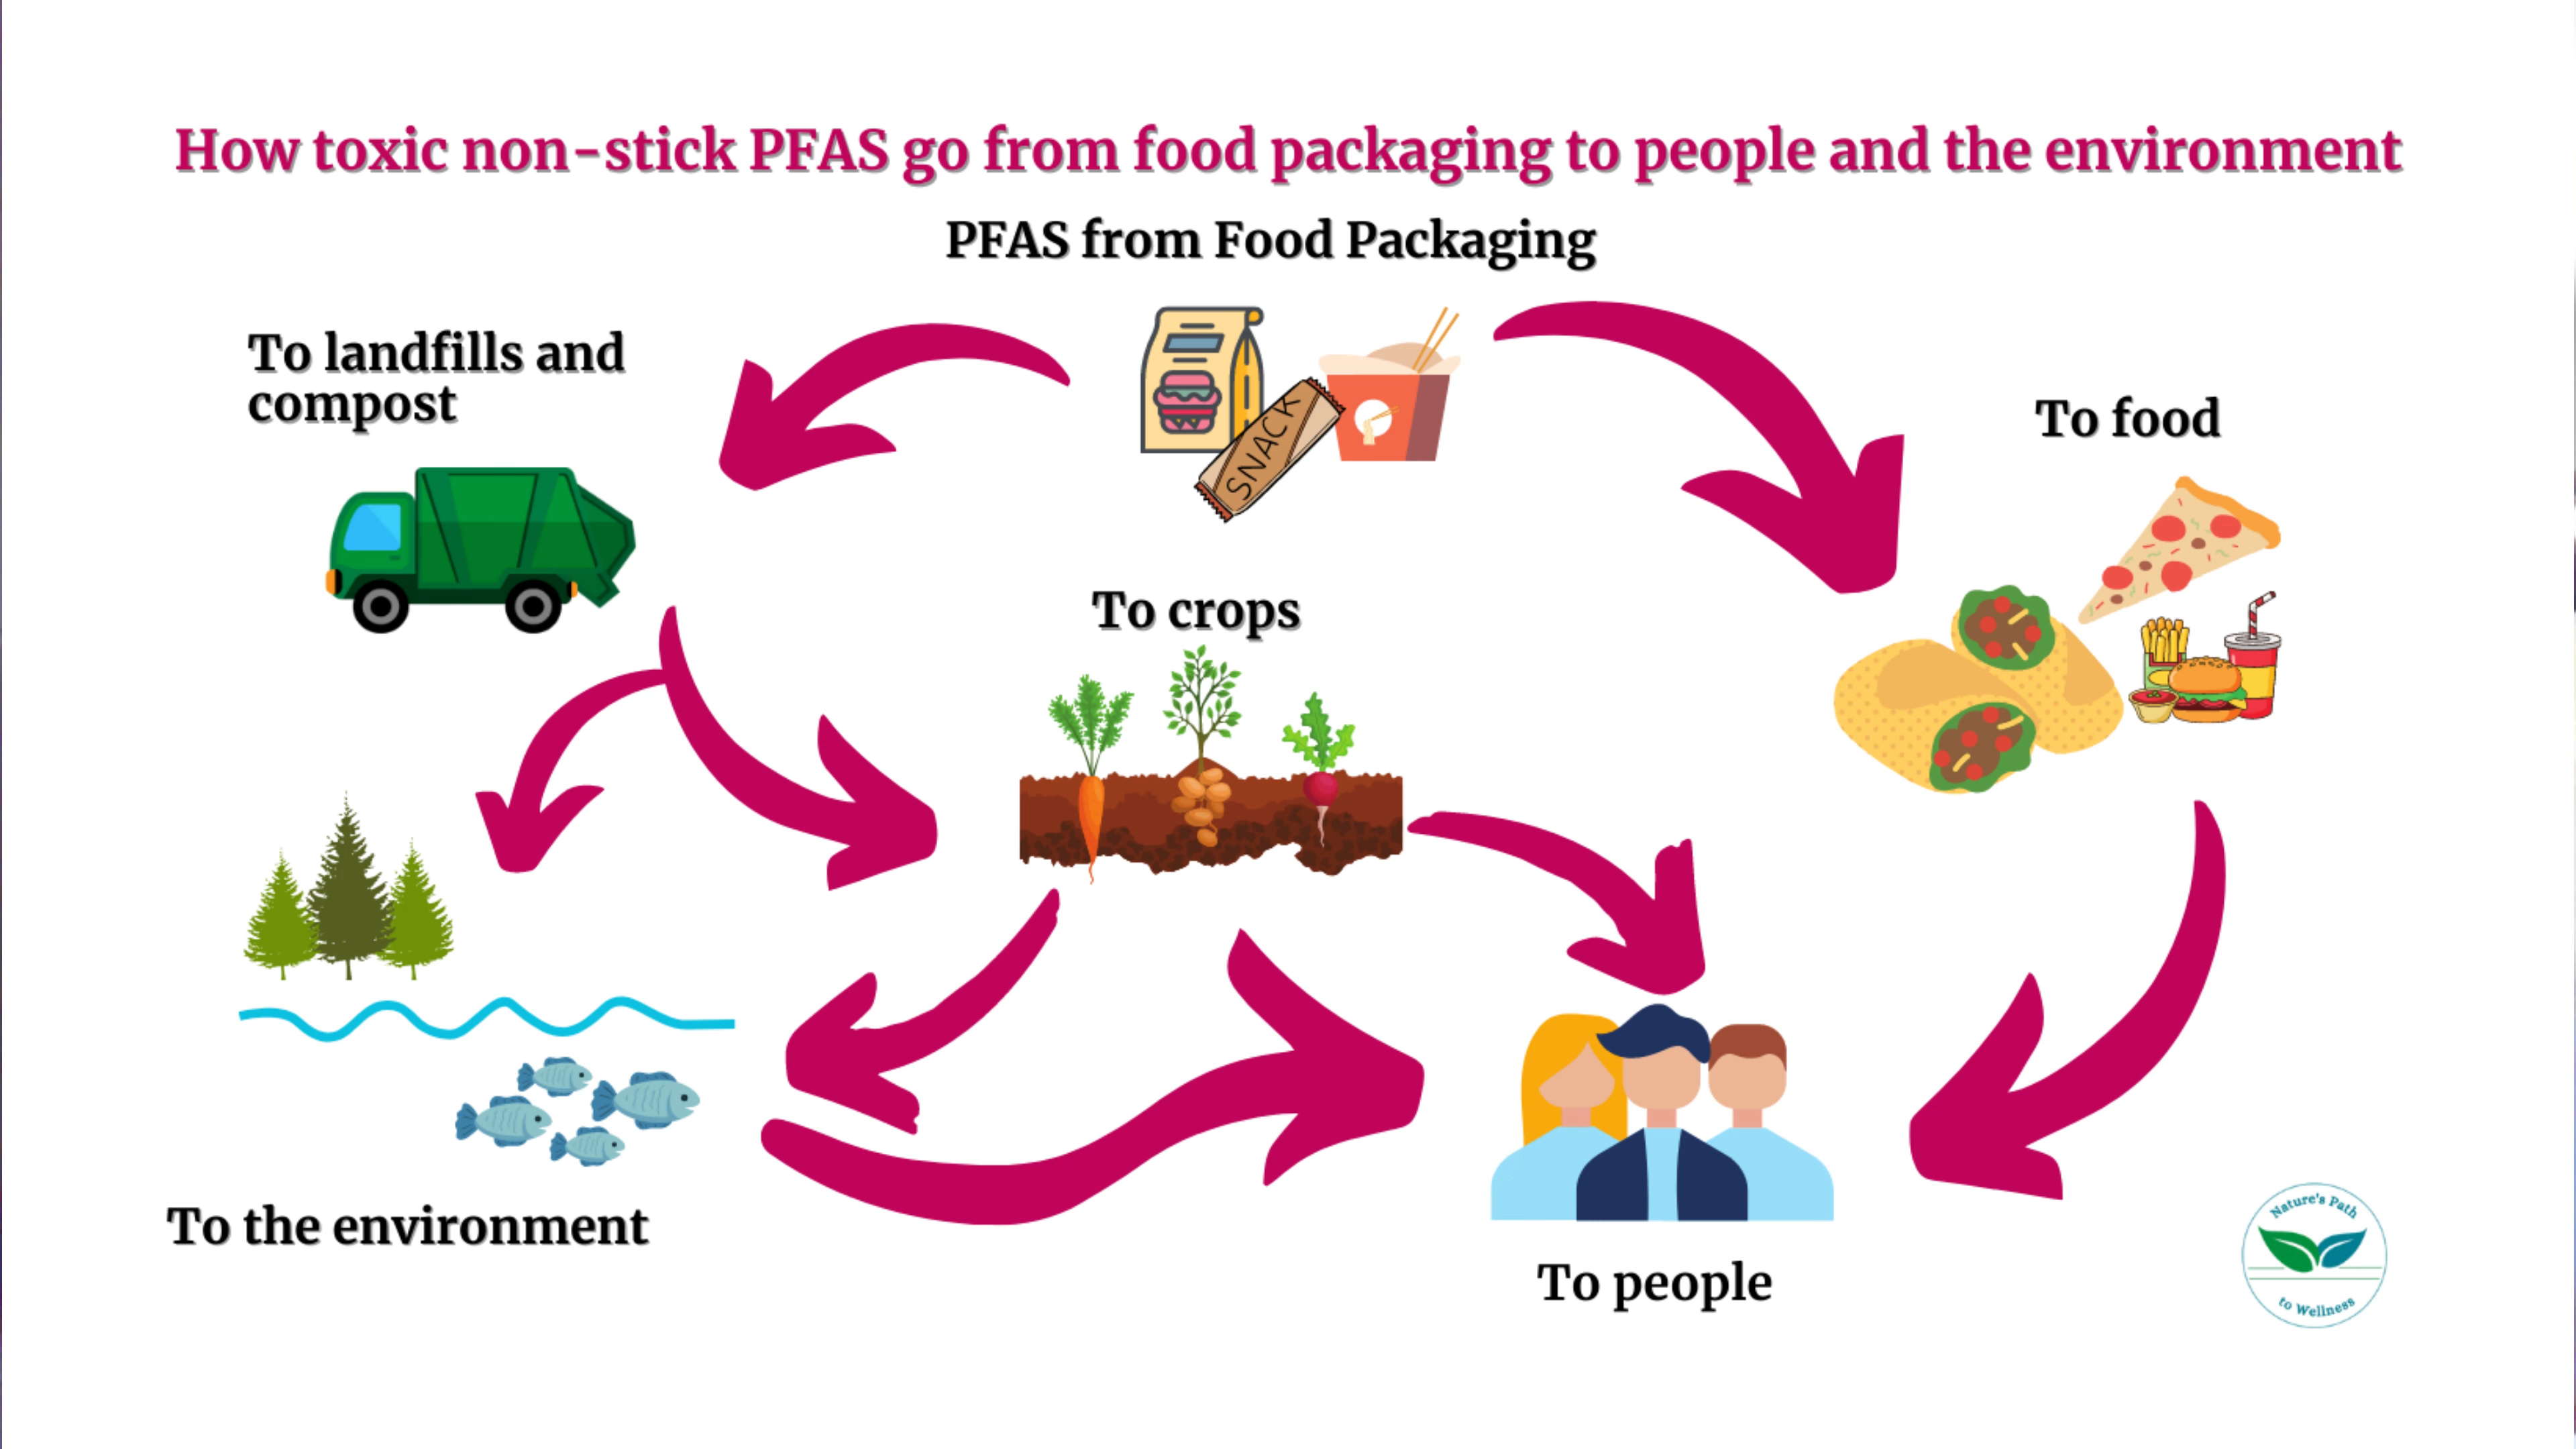 How toxic non-stick PFAS go from food packaging to people and the environment
PFAS from Food Packaging
To landfills and
compost
SNACK
To food
To crops
To the environment
To people
Nature's Path
to Wellness